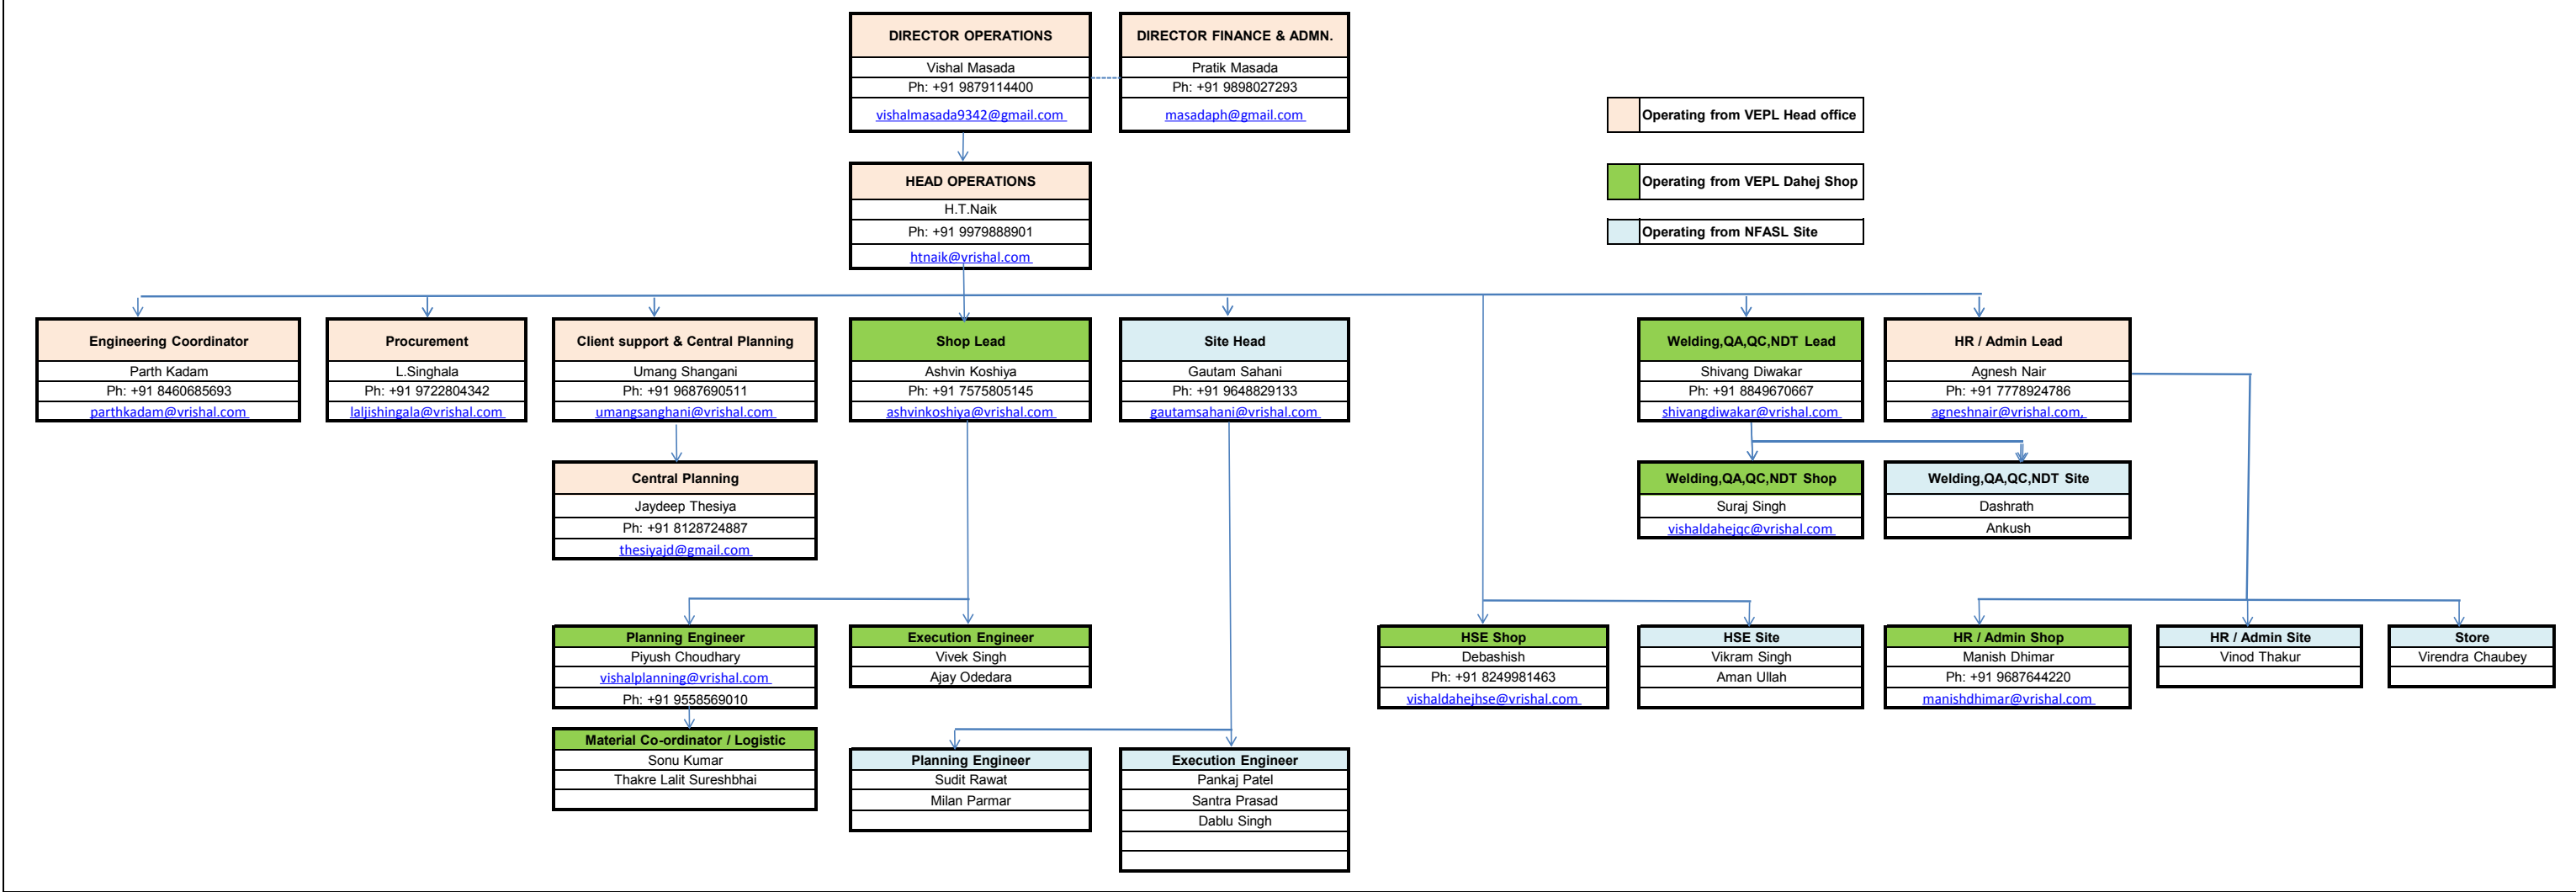 DIRECTOR OPERATIONS
Vishal Masada
Ph: +91 9879114400
vishalmasada9342@gmail.com
DIRECTOR FINANCE & ADMN.
Pratik Masada
Ph: +91 9898027293
masadaph@gmail.com
Operating from VEPL Head office
Operating from VEPL Dahej Shop
Operating from NFASL Site
HEAD OPERATIONS
H.T.Naik
Ph: +91 9979888901
htnaik@vrishal.com
Engineering Coordinator
Parth Kadam
Ph: +91 8460685693
parthkadam@vrishal.com
Procurement
L.Singhala
Ph: +91 9722804342
laljishingala@vrishal.com
Client support & Central Planning
Umang Shangani
Ph: +91 9687690511
umangsanghani@vrishal.com
Shop Lead
Ashvin Koshiya
Ph: +91 7575805145
ashvinkoshiya@vrishal.com
Site Head
Gautam Sahani
Ph: +91 9648829133
gautamsahani@vrishal.com
Welding,QA,QC,NDT Lead
Shivang Diwakar
Ph: +91 8849670667
shivangdiwakar@vrishal.com
HR / Admin Lead
Agnesh Nair
Ph: +91 7778924786
agneshnair@vrishal.com,
Central Planning
Jaydeep Thesiya
Ph: +91 8128724887
thesiyajd@gmail.com
Welding,QA,QC,NDT Shop
Suraj Singh
vishaldahejqc@vrishal.com
Welding,QA,QC,NDT Site
Dashrath
Ankush
Planning Engineer
Piyush Choudhary
vishalplanning@vrishal.com
Ph: +91 9558569010
Execution Engineer
Vivek Singh
Ajay Odedara
HSE Shop
Debashish
Ph: +91 8249981463
vishaldahejhse@vrishal.com
HSE Site
Vikram Singh
Aman Ullah
HR / Admin Shop
Manish Dhimar
Ph: +91 9687644220
manishdhimar@vrishal.com
HR / Admin Site
Vinod Thakur
Store
Virendra Chaubey
Material Co-ordinator / Logistic
Sonu Kumar
Thakre Lalit Sureshbhai
Planning Engineer
Sudit Rawat
Milan Parmar
Execution Engineer
Pankaj Patel
Santra Prasad
Dablu Singh